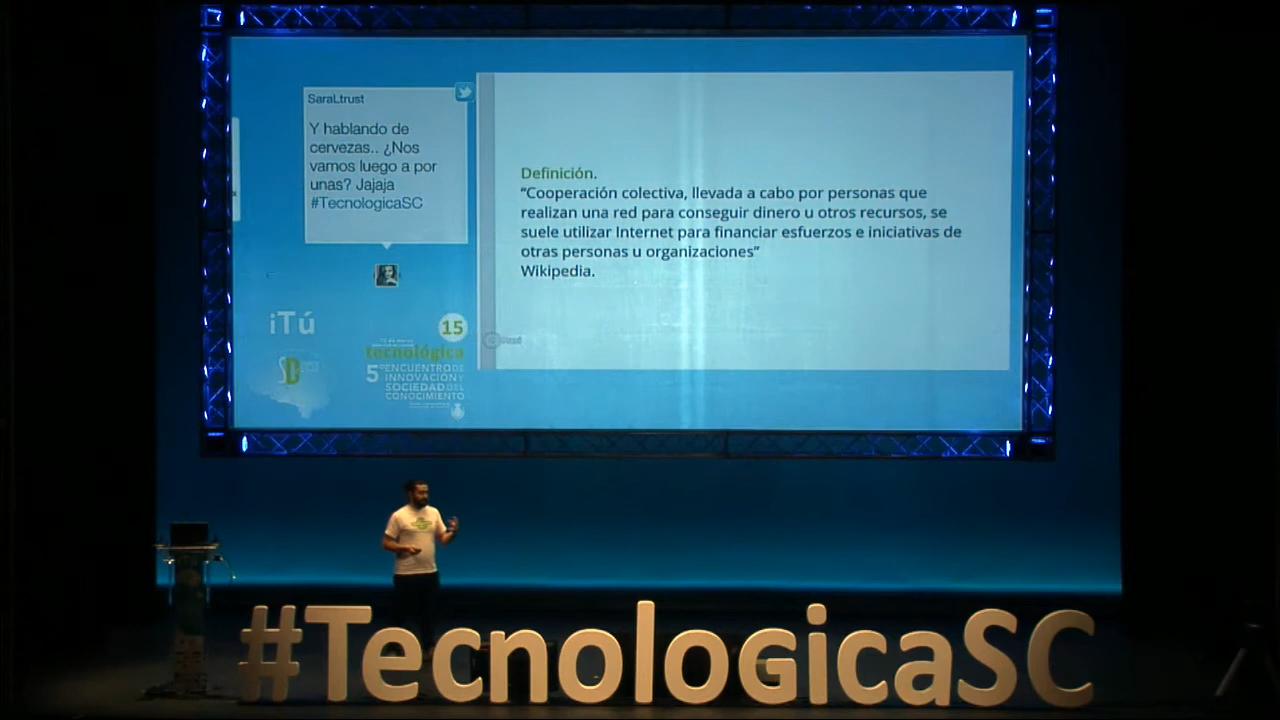 SaraLtrust
Y hablando de
cervezas.. ¿Nos
vamos luego a por
unas? Jajaja
#TecnologicaSC
Definición.
“Cooperación colectiva, llevada a cabo por personas que
realizan una red para conseguir dinero u otros recursos, se
suele utilizar Internet para financiar esfuerzos e iniciativas de
otras personas u organizaciones”
Wikipedia.
iTú
15
tecnológica
5º ENCUENTRO DE
INNOVACIÓN Y
SOCIEDAD DEL
CONOCIMIENTO
#TecnoloGicaSC